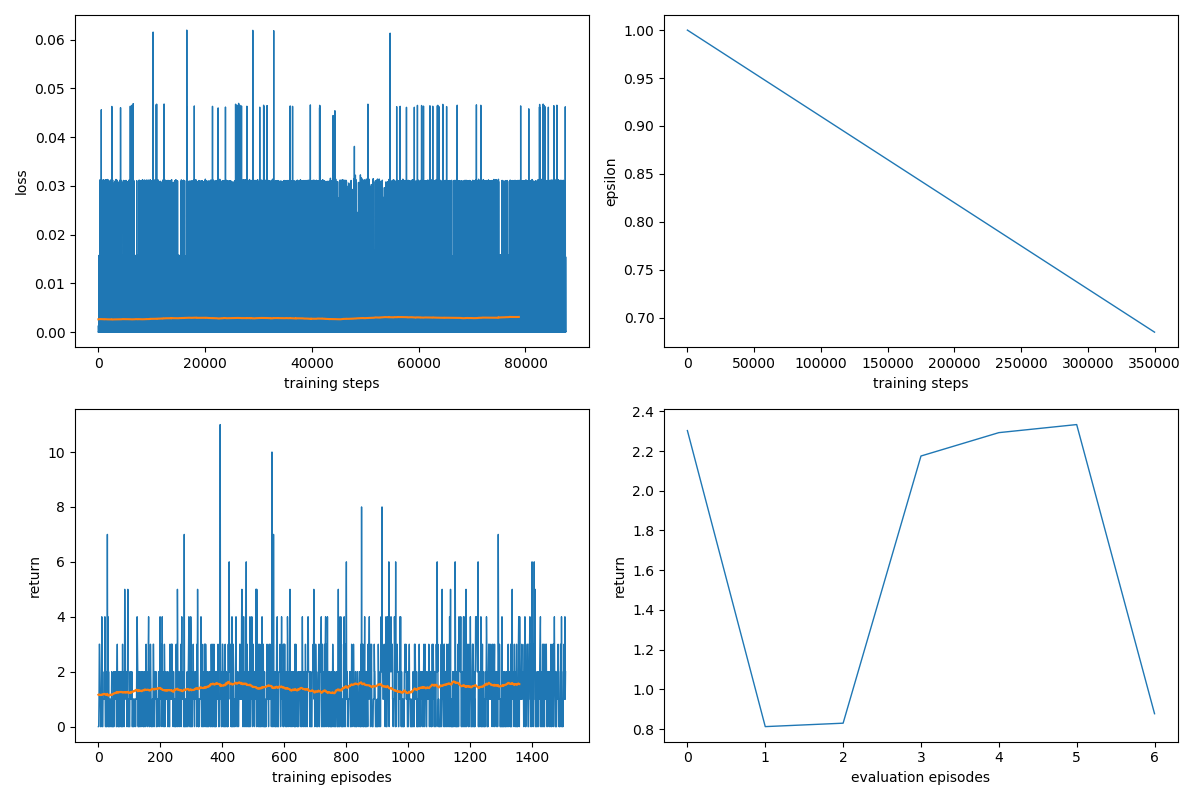 0.06
0.05
0.04
0.03
0.02
0.01
0.00
loss
0 20000 40000 60000 80000
training steps
1.00
0.95
0.90
0.85
0.80
0.75
0.70
epsilon
0 50000 100000 150000 200000 250000 300000 350000
training steps
10
8
6
4
2
0
return
0 200 400 600 800 1000 1200 1400
training episodes
2.4
2.2
2.0
1.8
1.6
1.4
1.2
1.0
0.8
return
0 1 2 3 4 5 6
evaluation episodes